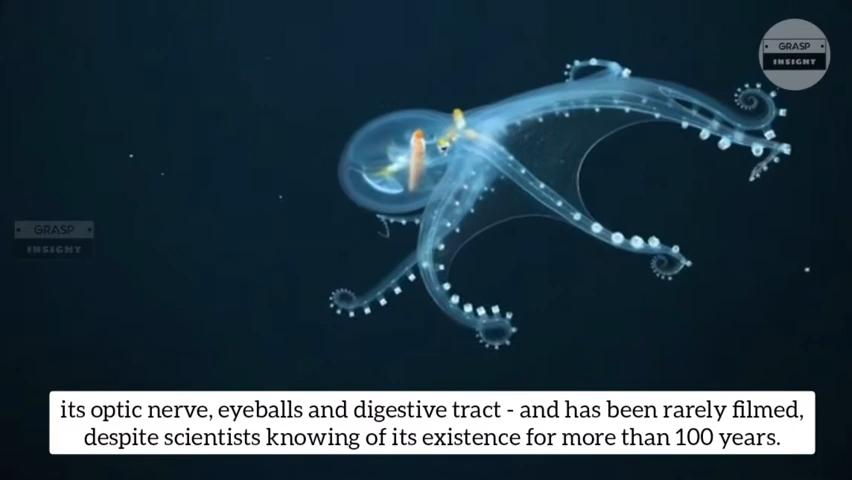 GRASP
INSIGHT
GRASP
INSIGHT
its optic nerve, eyeballs and digestive tract - and has been rarely filmed,
despite scientists knowing of its existence for more than 100 years.